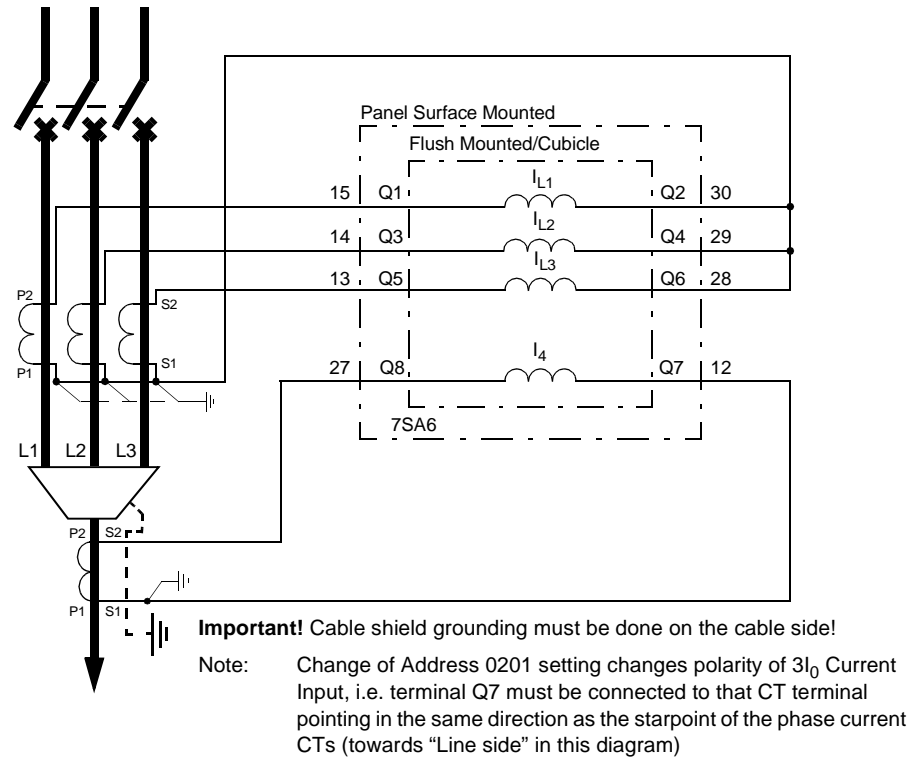 Panel Surface Mounted
Flush Mounted/Cubicle
15 Q1 IL1 Q2 30
14 Q3 IL2 Q4 29
13 Q5 IL3 Q6 28
P2 S2
P1 S1
27 Q8 I4 Q7 12
7SA6
L1 L2 L3
P2 S2
P1 S1
Important! Cable shield grounding must be done on the cable side!
Note: Change of Address 0201 setting changes polarity of 3I0 Current
Input, i.e. terminal Q7 must be connected to that CT terminal
pointing in the same direction as the starpoint of the phase current
CTs (towards “Line side” in this diagram)